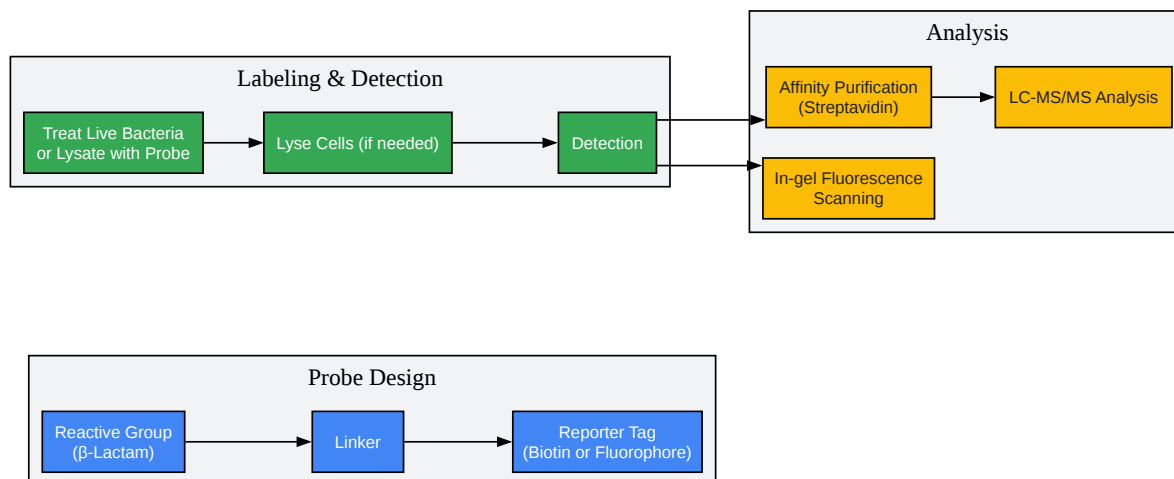 Analysis
Labeling & Detection
Affinity Purification
(Streptavidin)
LC-MS/MS Analysis
Treat Live Bacteria
or Lysate with Probe
Lyse Cells (if needed)
Detection
In-gel Fluorescence
Scanning
Probe Design
Reactive Group
(β-Lactam)
Linker
Reporter Tag
(Biotin or Fluorophore)